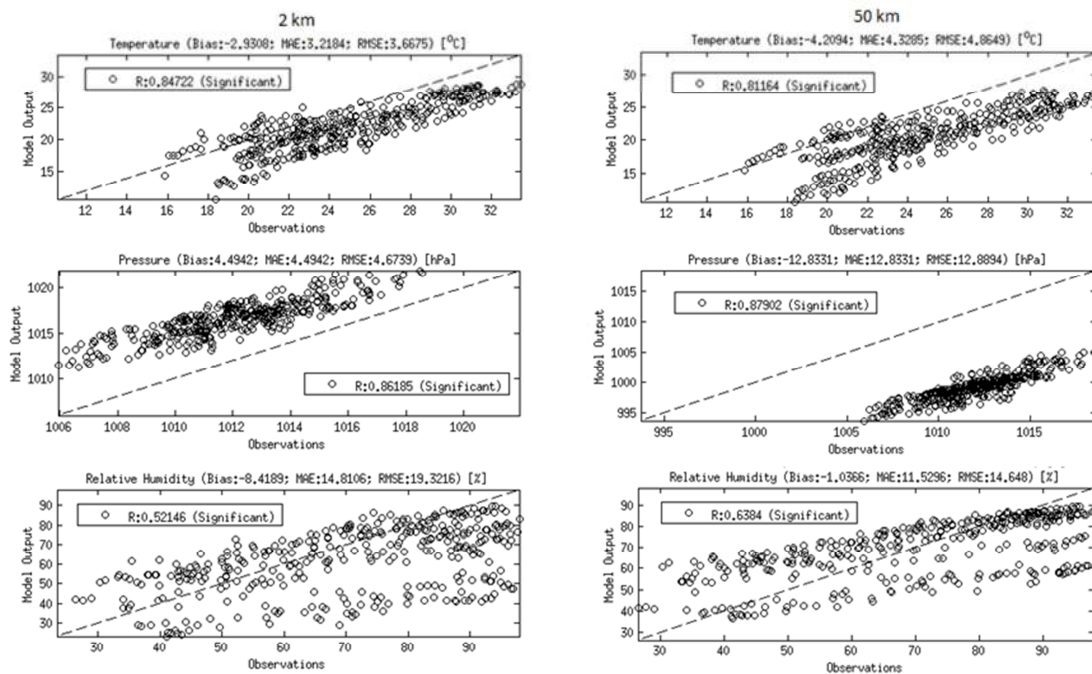 2 km
Temperature (Bias:-2.9308; MAE:3.2184; RMSE:3.6675) [°C]
R:0.84722 (Significant)
Model Output
30
25
20
15
12 14 16 18 20 22 24 26 28 30 32
Observations
Pressure (Bias:4.4942; MAE:4.4942; RMSE:4.6739) [hPa]
R:0.86185 (Significant)
Model Output
1020
1015
1010
1006 1008 1010 1012 1014 1016 1018 1020
Observations
Relative Humidity (Bias:-8.4189; MAE:14.8106; RMSE:19.3216) [%]
R:0.52146 (Significant)
Model Output
90
80
70
60
50
40
30
30 40 50 60 70 80 90
Observations
50 km
Temperature (Bias:-4.2094; MAE:4.3285; RMSE:4.8649) [°C]
R:0.81164 (Significant)
Model Output
30
25
20
15
12 14 16 18 20 22 24 26 28 30 32
Observations
Pressure (Bias:-12.8331; MAE:12.8331; RMSE:12.8894) [hPa]
R:0.87902 (Significant)
Model Output
1015
1010
1005
1000
995
995 1000 1005 1010 1015
Observations
Relative Humidity (Bias:-1.0366; MAE:11.5296; RMSE:14.648) [%]
R:0.6384 (Significant)
Model Output
90
80
70
60
50
40
30
30 40 50 60 70 80 90
Observations